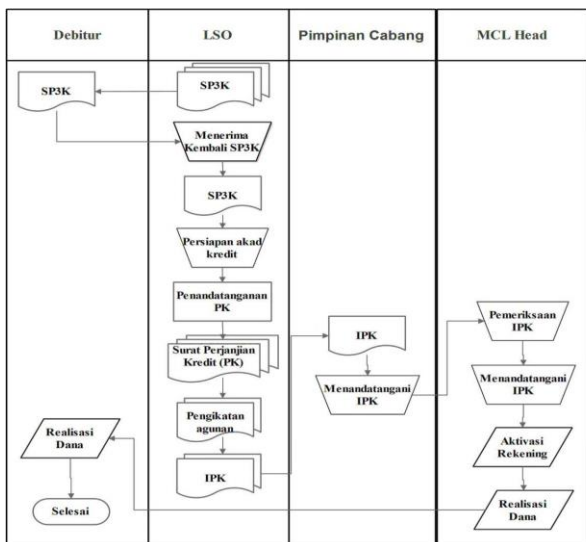 Debitur
LSO
Pimpinan Cabang
MCL Head
SP3K
SP3K
Menerima
Kembali SP3K
SP3K
Persiapan akad
kredit
Penandatanganan
PK
Surat Perjanjian
Kredit (PK)
Pengikatan
agunan
IPK
IPK
Menandatangani
IPK
Pemeriksaan
IPK
Menandatangani
IPK
Aktivasi
Rekening
Realisasi
Dana
Realisasi
Dana
Selesai